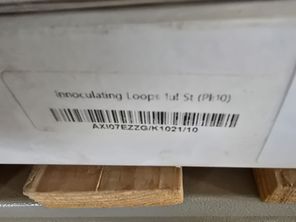 Innoculating Loops 1ul St (Pk10)
AXI07EZZG/K1021/10